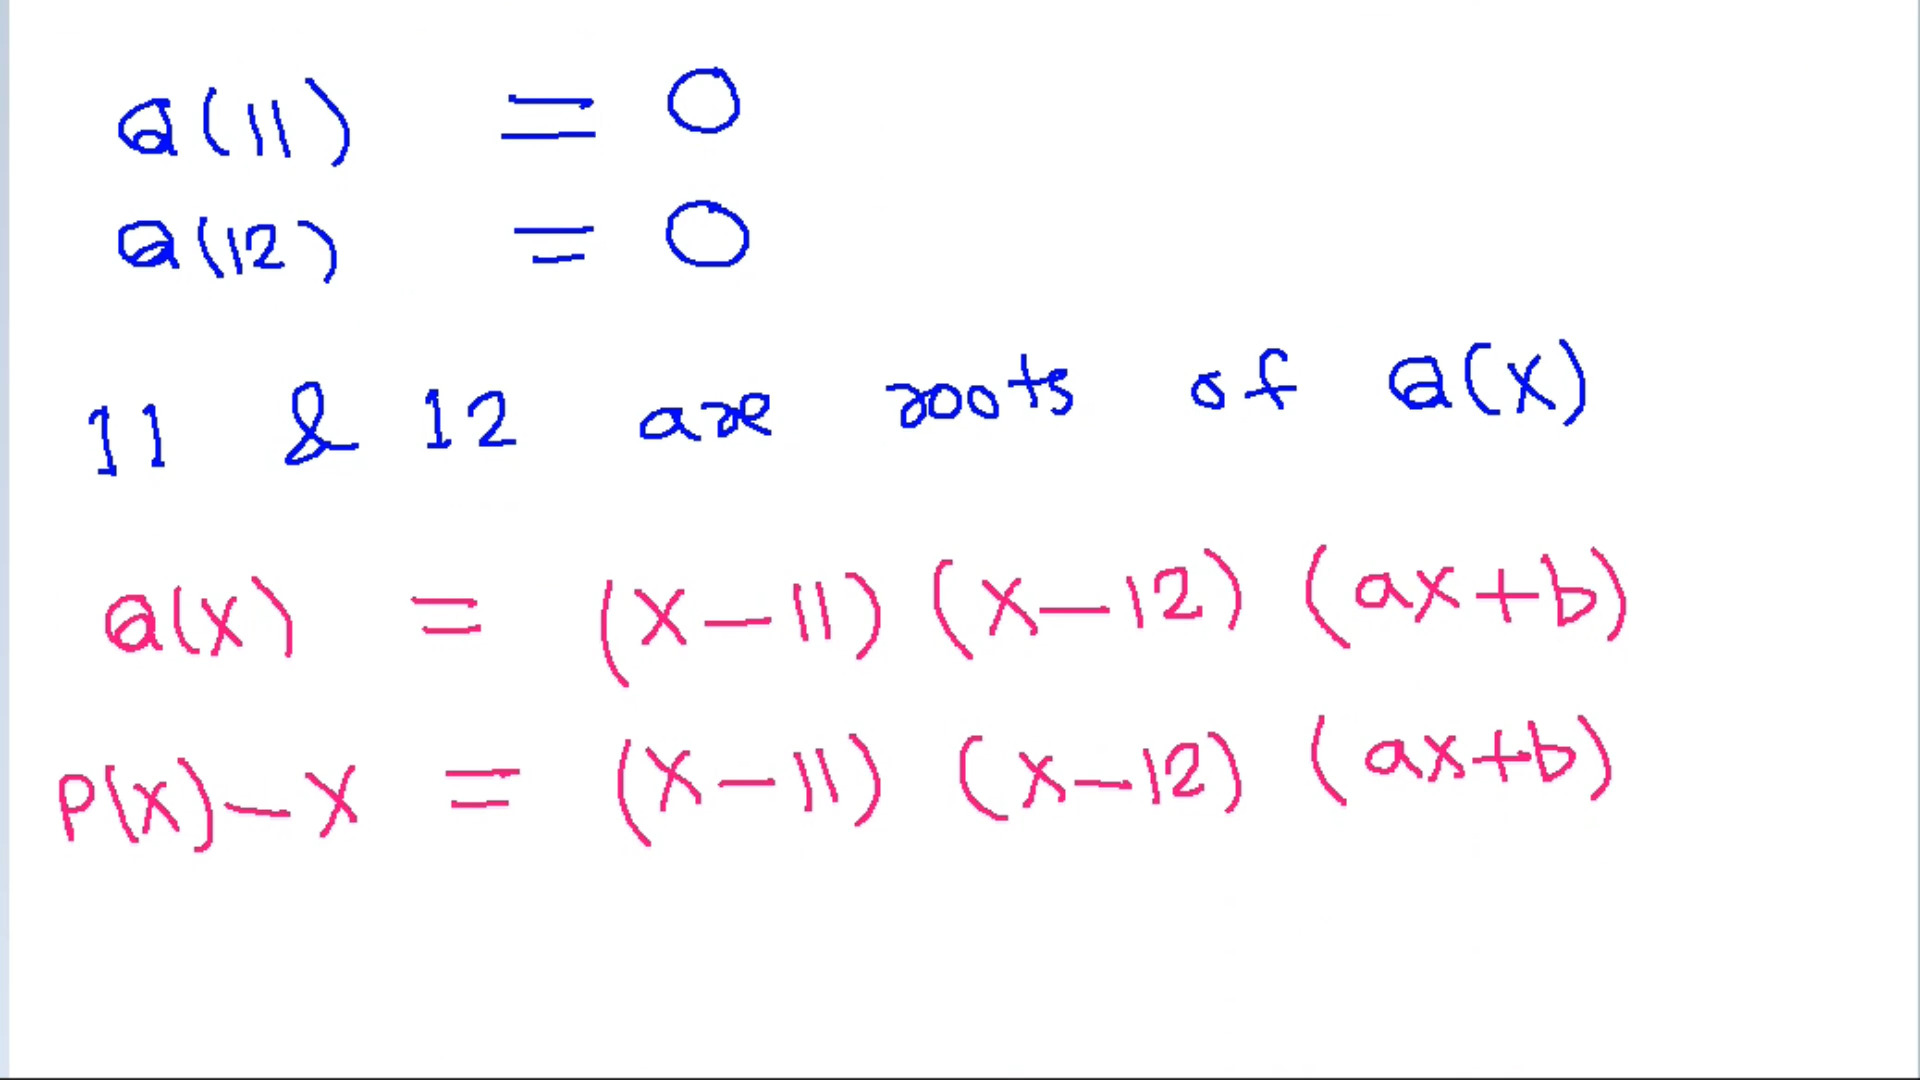 Q(11) = 0
Q(12) = 0
11 & 12 are roots of Q(x)
Q(x) = (x-11) (x-12) (ax+b)
P(x)-x = (x-11) (x-12) (ax+b)